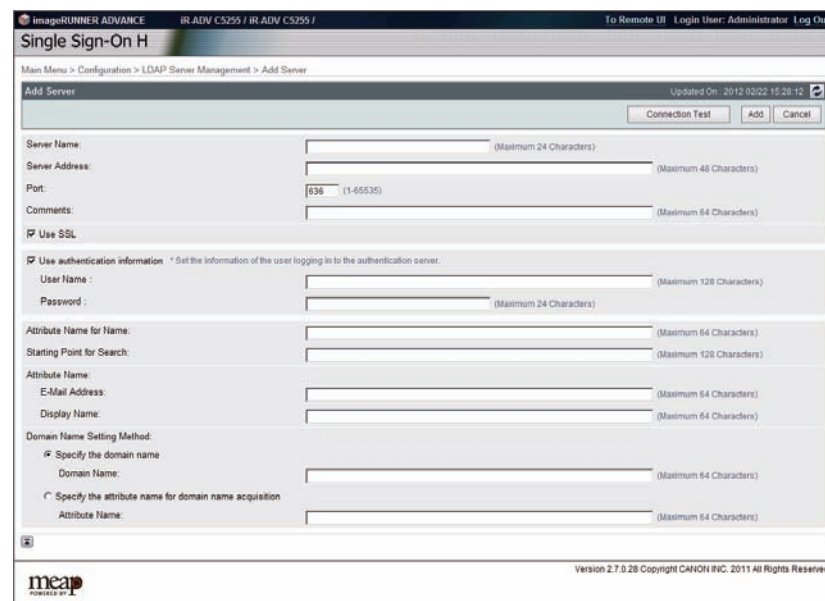 imageRUNNER ADVANCE iR-ADV C5255 / iR-ADV C5255 / To Remote UI Login User: Administrator Log Ou
Single Sign-On H
Main Menu > Configuration > LDAP Server Management > Add Server
Add Server Updated On : 2012 02/22 15:28:12
Connection Test Add Cancel
Server Name: (Maximum 24 Characters)
Server Address: (Maximum 48 Characters)
Port: 636 (1-65535)
Comments: (Maximum 64 Characters)
Use SSL
Use authentication information * Set the information of the user logging in to the authentication server.
User Name : (Maximum 128 Characters)
Password : (Maximum 24 Characters)
Attribute Name for Name: (Maximum 64 Characters)
Starting Point for Search: (Maximum 128 Characters)
Attribute Name:
E-Mail Address: (Maximum 64 Characters)
Display Name: (Maximum 64 Characters)
Domain Name Setting Method:
Specify the domain name
Domain Name: (Maximum 64 Characters)
Specify the attribute name for domain name acquisition
Attribute Name: (Maximum 64 Characters)
Version 2.7.0.28 Copyright CANON INC. 2011 All Rights Reserve
meap
POWERED BY